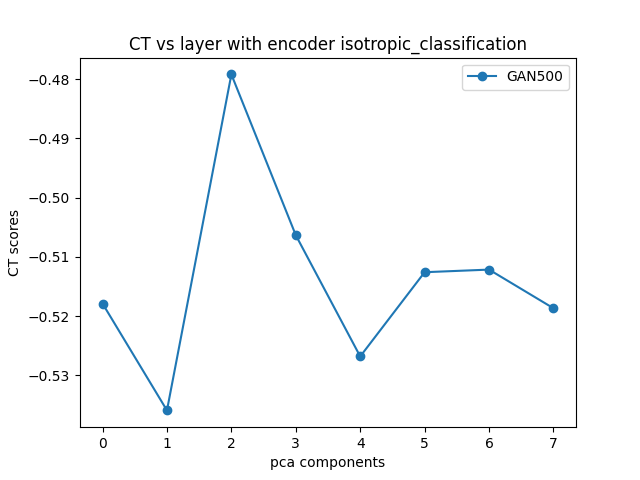 CT vs layer with encoder isotropic_classification
GAN500
CT scores
−0.48
−0.49
−0.50
−0.51
−0.52
−0.53
0 1 2 3 4 5 6 7
pca components